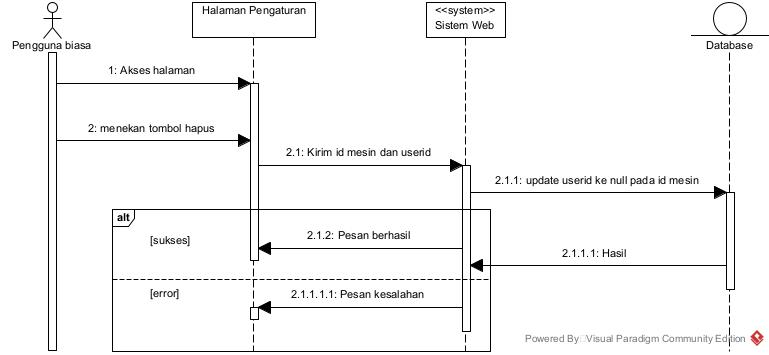 Halaman Pengaturan
<<system>>
Sistem Web
Pengguna biasa
Database
1: Akses halaman
2: menekan tombol hapus
2.1: Kirim id mesin dan userid
2.1.1: update userid ke null pada id mesin
alt
[sukses]
2.1.2: Pesan berhasil
2.1.1.1: Hasil
[error]
2.1.1.1.1: Pesan kesalahan
Powered By Visual Paradigm Community Edition